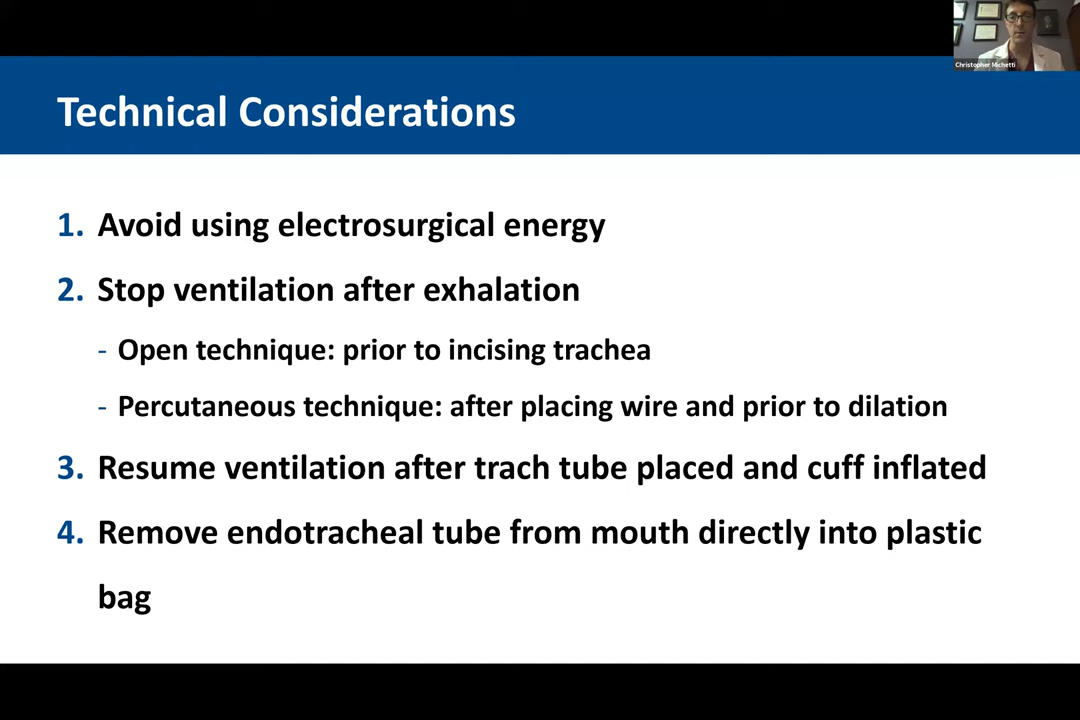 Christopher Michetti
Technical Considerations
1. Avoid using electrosurgical energy
2. Stop ventilation after exhalation
- Open technique: prior to incising trachea
- Percutaneous technique: after placing wire and prior to dilation
3. Resume ventilation after trach tube placed and cuff inflated
4. Remove endotracheal tube from mouth directly into plastic
bag